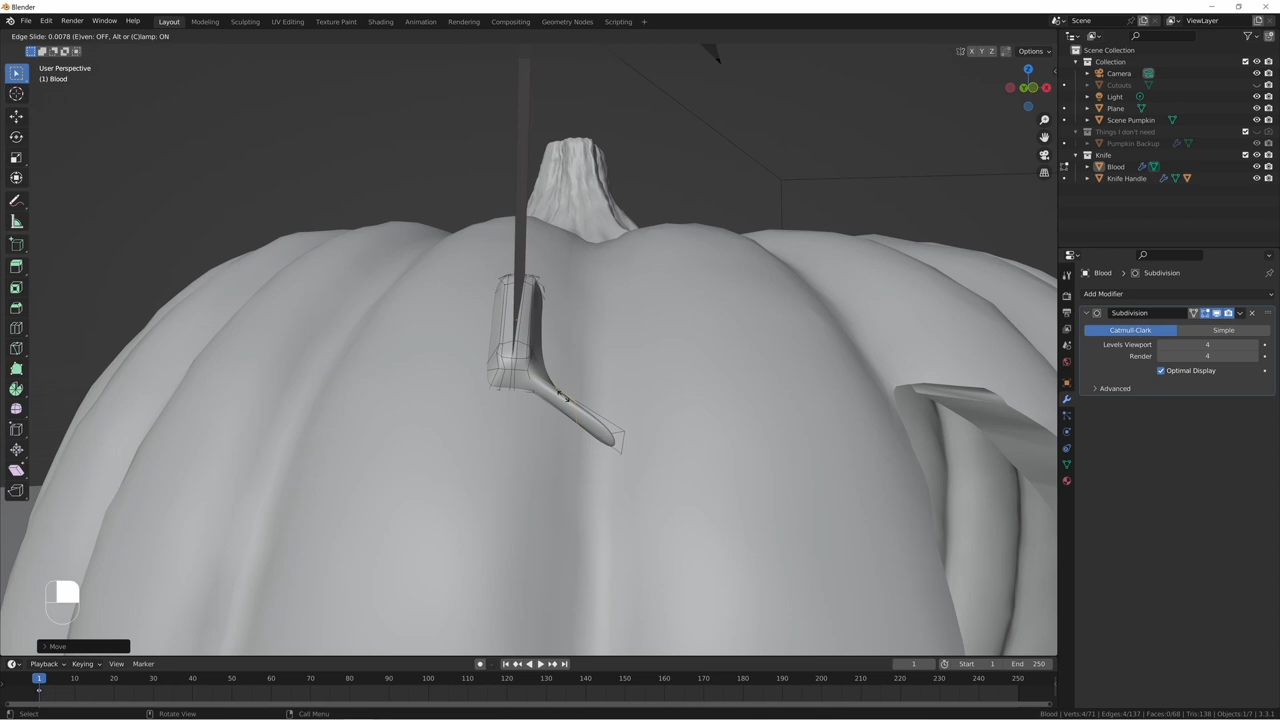 Blender
File Edit Render Window Help Layout Modeling Sculpting UV Editing Texture Paint Shading Animation Rendering Compositing Geometry Nodes Scripting + Scene ViewLayer
Edge Slide: 0.0078 (E)ven: OFF, Alt or (C)lamp: ON
X Y Z Options
User Perspective
(1) Blood
Z
Y X
Scene Collection
Collection
Camera
Cutouts
Light
Plane
Scene Pumpkin
Things I don't need
Pumpkin Backup
Knife
Blood
Knife Handle
Blood > Subdivision
Add Modifier
Subdivision
Catmull-Clark Simple
Levels Viewport 4
Render 4
Optimal Display
Advanced
Move
Playback Keying View Marker 1 Start 1 End 250
1 10 20 30 40 50 60 70 80 90 100 110 120 130 140 150 160 170 180 190 200 210 220 230 240 250
Select Rotate View Call Menu Blood | Verts:4/71 | Edges:4/137 | Faces:0/68 | Tris:138 | Objects:1/7 | 3.3.1